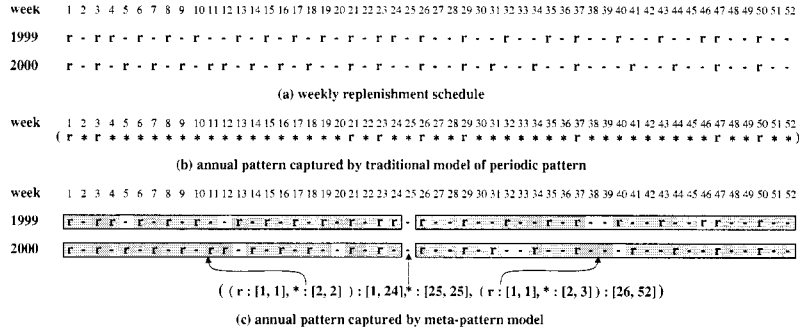 week 1 2 3 4 5 6 7 8 9 10 11 12 13 14 15 16 17 18 19 20 21 22 23 24 25 26 27 28 29 30 31 32 33 34 35 36 37 38 39 40 41 42 43 44 45 46 47 48 49 50 51 52
1999 r - r r - r - r - r - - r - r - r - r - r - r r - r - - r - - r - - r - r - - r - - r - - r r - - r - -
2000 r - r - r - r - r - r r - r - r - r - - r - - r - r - - r - r - - r - - r - - - r - - r - - r - - r - -
(a) weekly replenishment schedule
week 1 2 3 4 5 6 7 8 9 10 11 12 13 14 15 16 17 18 19 20 21 22 23 24 25 26 27 28 29 30 31 32 33 34 35 36 37 38 39 40 41 42 43 44 45 46 47 48 49 50 51 52
( r * r * * * * * * * * * * * * * * * * * r * * r * r * * r * * * * * * * r * * * * * * * * * r * * r * * )
(b) annual pattern captured by traditional model of periodic pattern
week 1 2 3 4 5 6 7 8 9 10 11 12 13 14 15 16 17 18 19 20 21 22 23 24 25 26 27 28 29 30 31 32 33 34 35 36 37 38 39 40 41 42 43 44 45 46 47 48 49 50 51 52
1999 r - r r - r - r - r - - r - r - r - r - r - r r - r - - r - - r - - r - r - - r - - r - - r r - - r - -
2000 r - r - r - r - r - r r - r - r - r - - r - - r - r - - r - r - - r - - r - - - r - - r - - r - - r - -
( ( r : [1, 1], * : [2, 2] ) : [1, 24],* : [25, 25], ( r : [1, 1], * : [2, 3] ) : [26, 52] )
(c) annual pattern captured by meta-pattern model